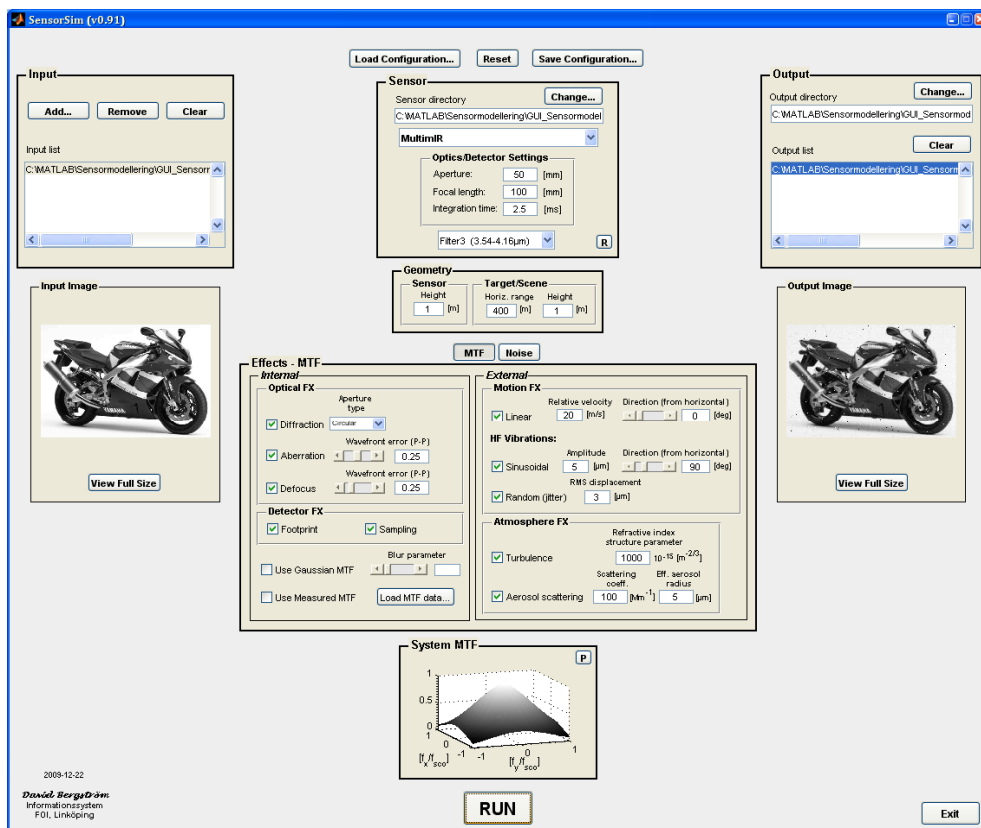 SensorSim (v0.91)
Load Configuration... Reset Save Configuration...
Input
Add... Remove Clear
Input list
C:\MATLAB\Sensormodellering\GUI_Sensorr
Sensor
Sensor directory Change...
C:\MATLAB\Sensormodellering\GUI_Sensormodel
MultimIR
Optics/Detector Settings
Aperture: 50 [mm]
Focal length: 100 [mm]
Integration time: 2.5 [ms]
Filter3 (3.54-4.16µm) R
Output
Output directory Change...
C:\MATLAB\Sensormodellering\GUI_Sensormod
Output list Clear
C:\MATLAB\Sensormodellering\GUI_Sensormod
Geometry
Sensor
Height
1 [m]
Target/Scene
Horiz. range Height
400 [m] 1 [m]
Input Image
YAMAHA
View Full Size
Output Image
YAMAHA
View Full Size
MTF Noise
Effects - MTF
Internal
Optical FX
Aperture
type
Diffraction Circular
Wavefront error (P-P)
Aberration 0.25
Wavefront error (P-P)
Defocus 0.25
Detector FX
Footprint Sampling
Blur parameter
Use Gaussian MTF
Use Measured MTF Load MTF data...
External
Motion FX
Relative velocity Direction (from horizontal)
Linear 20 [m/s] 0 [deg]
HF Vibrations:
Amplitude Direction (from horizontal)
Sinusoidal 5 [µm] 90 [deg]
RMS displacement
Random (jitter) 3 [µm]
Atmosphere FX
Refractive index
structure parameter
Turbulence 1000 10⁻¹⁵ [m⁻²/³]
Scattering Eff. aerosol
coeff. radius
Aerosol scattering 100 [Mm⁻¹] 5 [µm]
System MTF
P
1
0.5
0
1
0
-1
-1
0
1
[fₓ/f_sco] [f_y/f_sco]
2009-12-22
Daniel Bergström
Informationssystem
FOI, Linköping
RUN
Exit